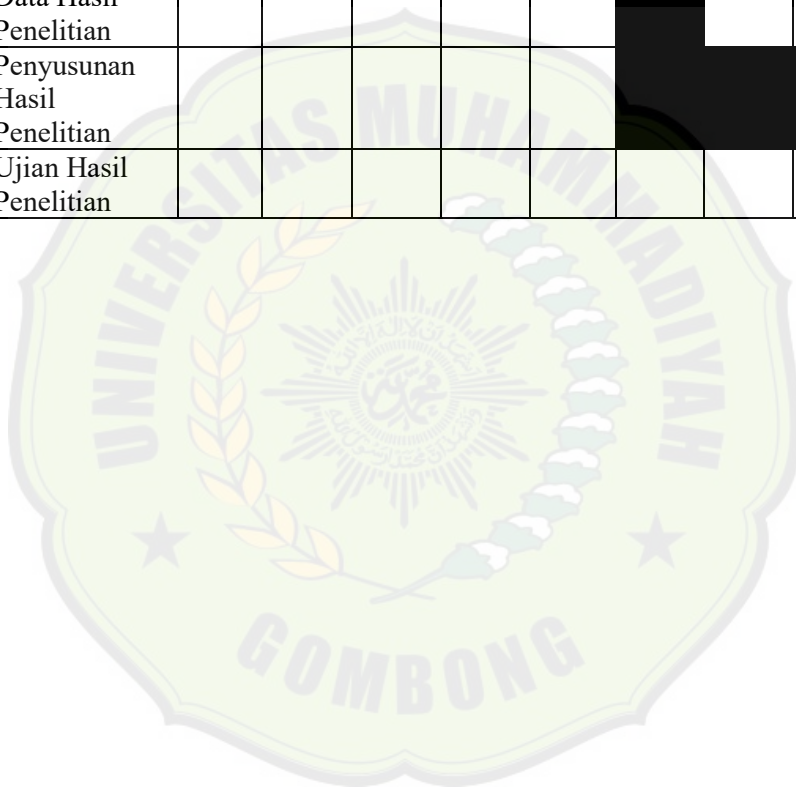 Data Hasil
Penelitian
Penyusunan
Hasil
Penelitian
Ujian Hasil
Penelitian
UNIVERSITAS MUHAMMADIYAH
GOMBONG